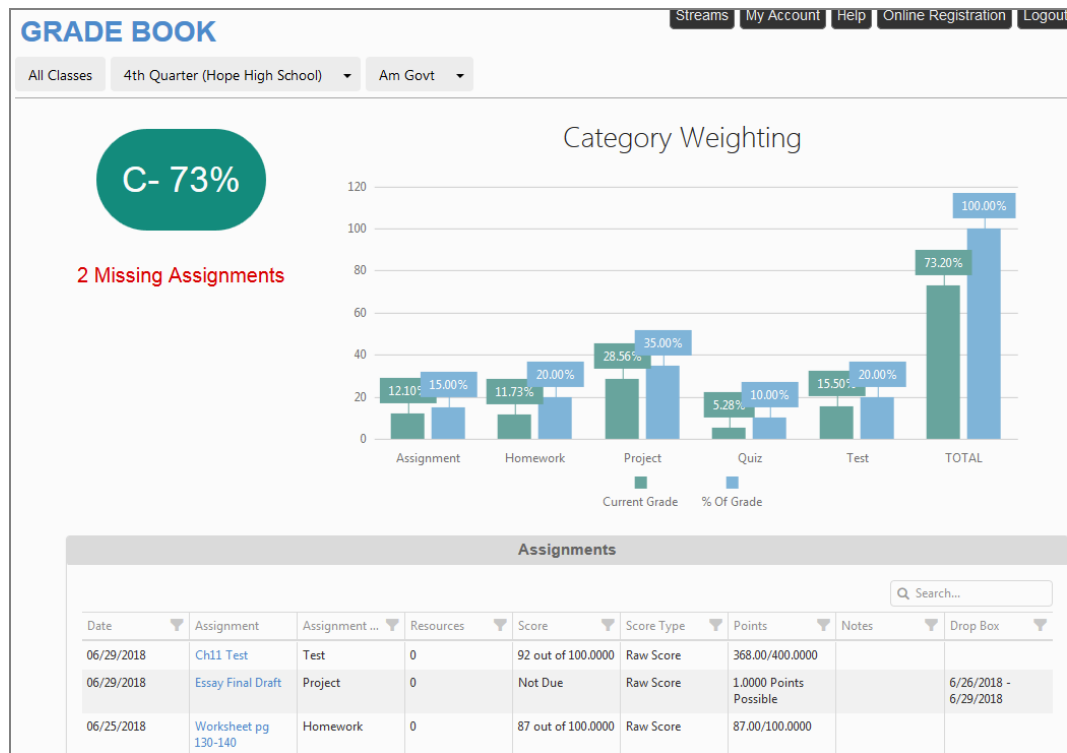 Streams My Account Help Online Registration Logout
GRADE BOOK
All Classes 4th Quarter (Hope High School) Am Govt
C- 73%
2 Missing Assignments
Category Weighting
120
100
80
60
40
20
0
12.10% 15.00% 11.73% 20.00% 28.56% 35.00% 5.28% 10.00% 15.50% 20.00% 73.20% 100.00%
Assignment Homework Project Quiz Test TOTAL
Current Grade % Of Grade
Assignments
Search...
Date Assignment Assignment ... Resources Score Score Type Points Notes Drop Box
06/29/2018 Ch11 Test Test 0 92 out of 100.0000 Raw Score 368.00/400.0000
06/29/2018 Essay Final Draft Project 0 Not Due Raw Score 1.0000 Points 6/26/2018 -
Possible 6/29/2018
06/25/2018 Worksheet pg Homework 0 87 out of 100.0000 Raw Score 87.00/100.0000
130-140